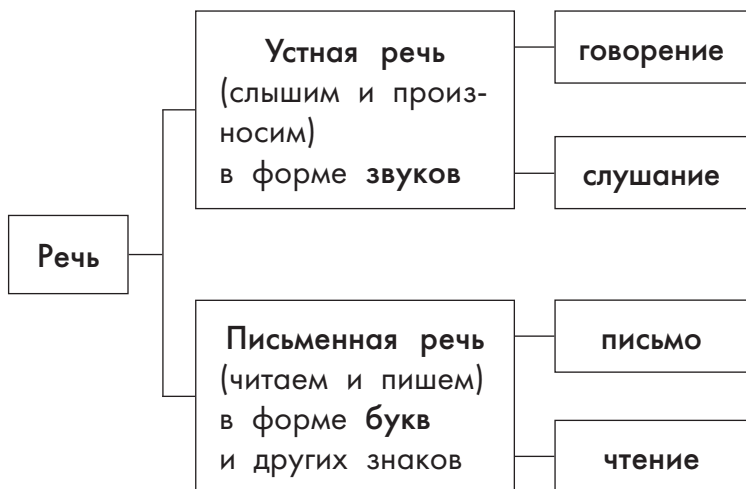 Устная речь
(слышим и произ-
носим)
в форме звуков
говорение
слушание
Речь
Письменная речь
(читаем и пишем)
в форме букв
и других знаков
письмо
чтение